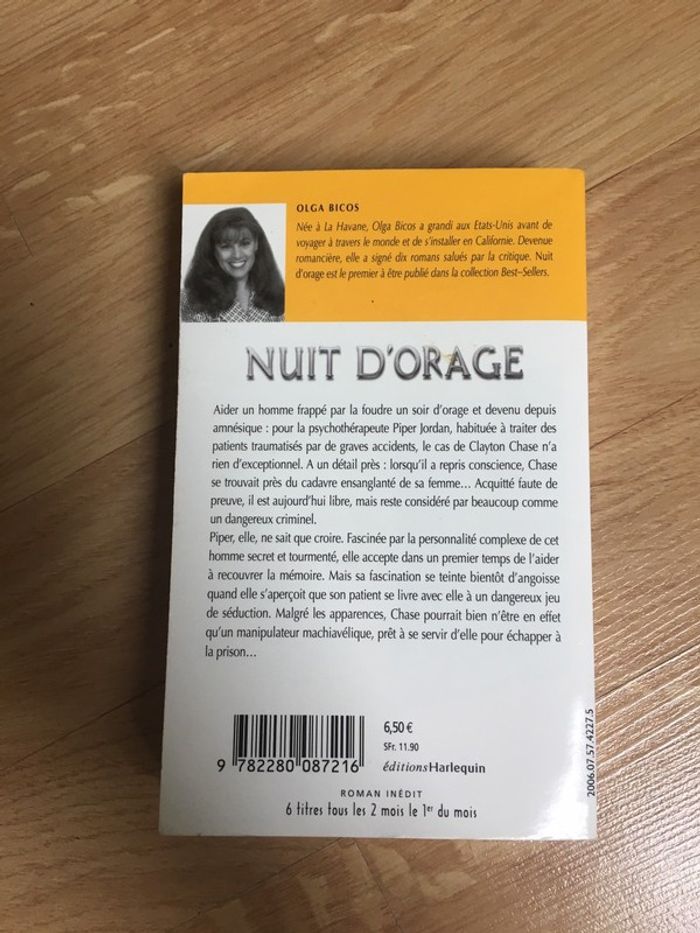 OLGA BICOS
Née à La Havane, Olga Bicos a grandi aux Etats-Unis avant de
voyager à travers le monde et de s'installer en Californie. Devenue
romancière, elle a signé dix romans salués par la critique. Nuit
d'orage est le premier à être publié dans la collection Best–Sellers.
NUIT D'ORAGE
Aider un homme frappé par la foudre un soir d'orage et devenu depuis
amnésique : pour la psychothérapeute Piper Jordan, habituée à traiter des
patients traumatisés par de graves accidents, le cas de Clayton Chase n'a
rien d'exceptionnel. A un détail près : lorsqu'il a repris conscience, Chase
se trouvait près du cadavre ensanglanté de sa femme... Acquitté faute de
preuve, il est aujourd'hui libre, mais reste considéré par beaucoup comme
un dangereux criminel.
Piper, elle, ne sait que croire. Fascinée par la personnalité complexe de cet
homme secret et tourmenté, elle accepte dans un premier temps de l'aider
à recouvrer la mémoire. Mais sa fascination se teinte bientôt d'angoisse
quand elle s'aperçoit que son patient se livre avec elle à un dangereux jeu
de séduction. Malgré les apparences, Chase pourrait bien n'être en effet
qu'un manipulateur machiavélique, prêt à se servir d'elle pour échapper à
la prison...
6,50 €
SFr. 11.90
9 782280 087216
éditionsHarlequin
2006.07.57.4227.5
ROMAN INÉDIT
6 titres tous les 2 mois le 1er du mois